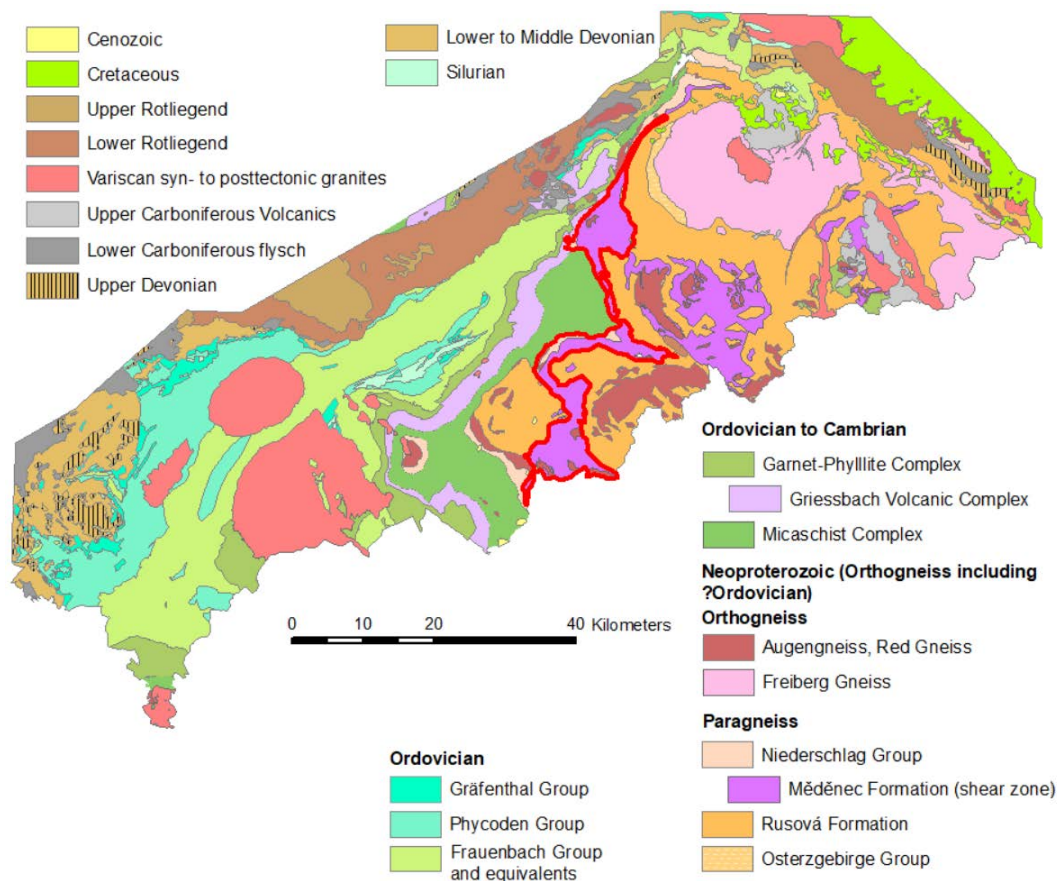 Cenozoic
Cretaceous
Upper Rotliegend
Lower Rotliegend
Variscan syn- to posttectonic granites
Upper Carboniferous Volcanics
Lower Carboniferous flysch
Upper Devonian
Lower to Middle Devonian
Silurian
0 10 20 40 Kilometers
Ordovician
Gräfenthal Group
Phycoden Group
Frauenbach Group
and equivalents
Ordovician to Cambrian
Garnet-Phylllite Complex
Griessbach Volcanic Complex
Micaschist Complex
Neoproterozoic (Orthogneiss including
?Ordovician)
Orthogneiss
Augengneiss, Red Gneiss
Freiberg Gneiss
Paragneiss
Niederschlag Group
Měděnec Formation (shear zone)
Rusová Formation
Osterzgebirge Group